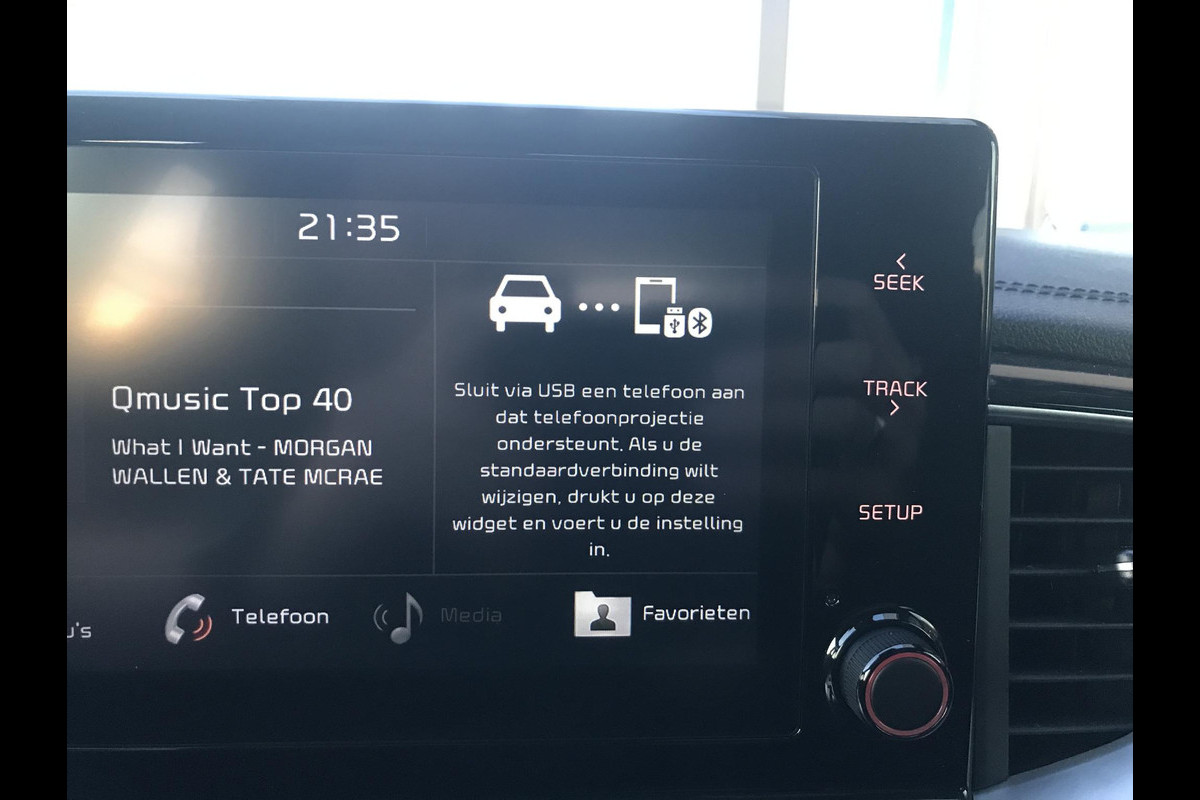 21:35
Qmusic Top 40
What I Want - MORGAN
WALLEN & TATE MCRAE
Sluit via USB een telefoon aan
dat telefoonprojectie
ondersteunt. Als u de
standaardverbinding wilt
wijzigen, drukt u op deze
widget en voert u de instelling
in.
Telefoon
Media
Favorieten
SEEK
TRACK
SETUP